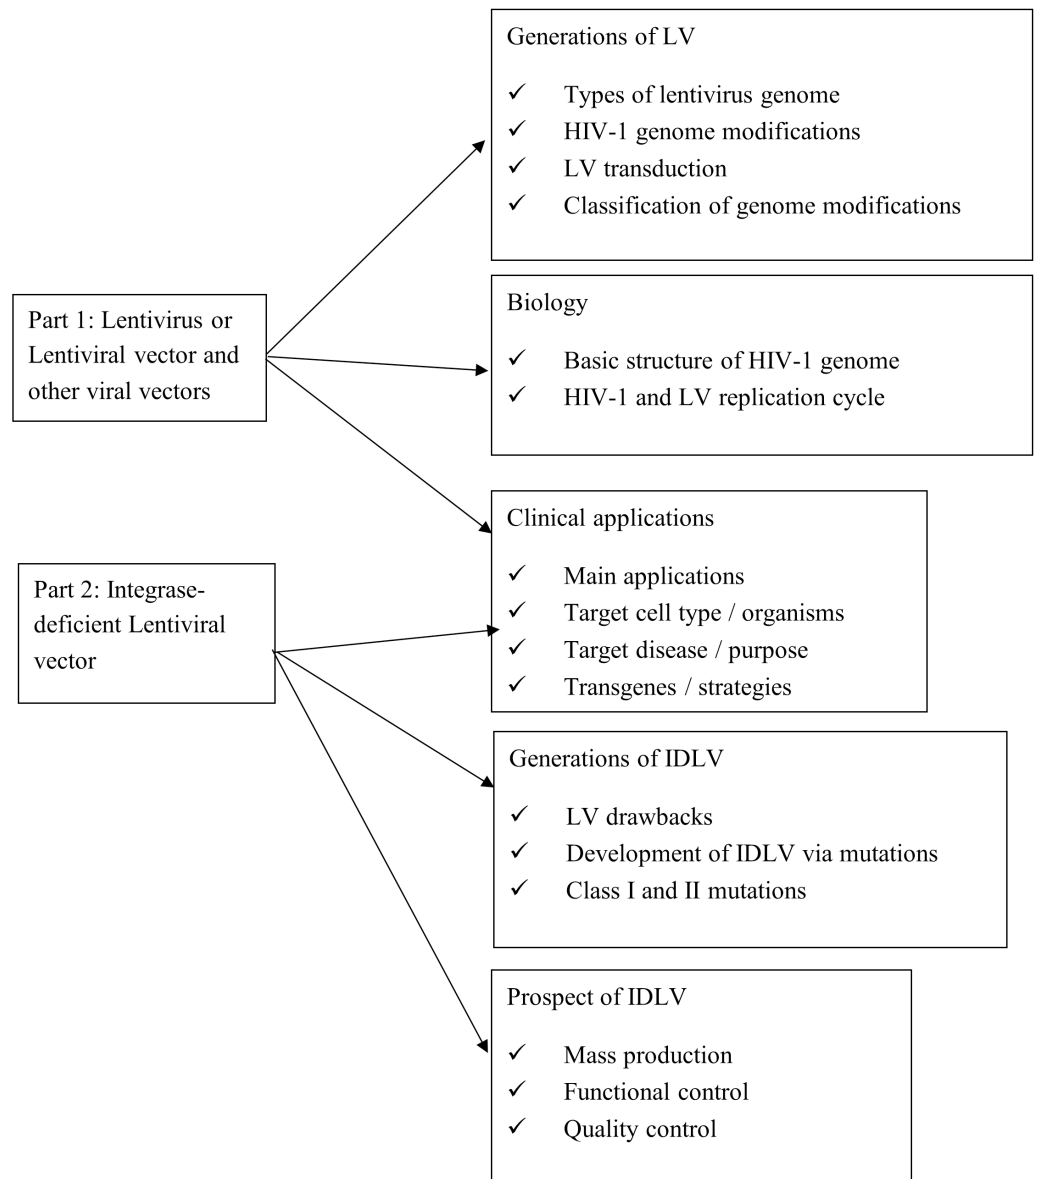 Generations of LV
✓ Types of lentivirus genome
✓ HIV-1 genome modifications
✓ LV transduction
✓ Classification of genome modifications
Biology
✓ Basic structure of HIV-1 genome
✓ HIV-1 and LV replication cycle
Part 1: Lentivirus or
Lentiviral vector and
other viral vectors
Clinical applications
✓ Main applications
✓ Target cell type / organisms
✓ Target disease / purpose
✓ Transgenes / strategies
Part 2: Integrase-
deficient Lentiviral
vector
Generations of IDLV
✓ LV drawbacks
✓ Development of IDLV via mutations
✓ Class I and II mutations
Prospect of IDLV
✓ Mass production
✓ Functional control
✓ Quality control